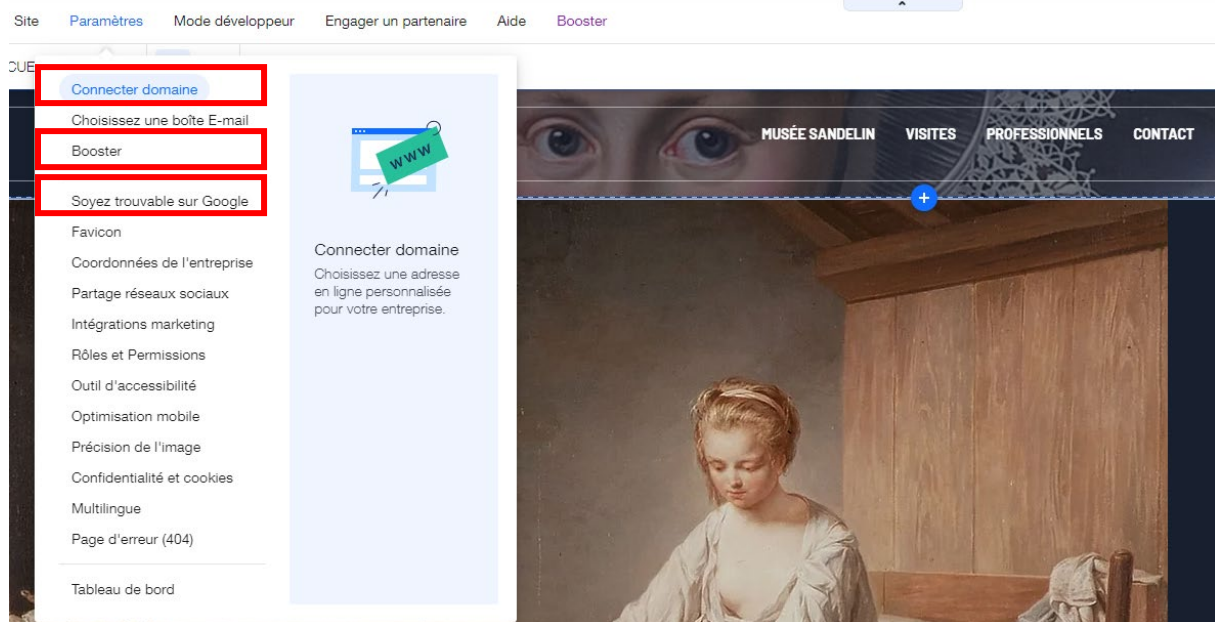 Site Paramètres Mode développeur Engager un partenaire Aide Booster
CUE
Connecter domaine
Choisissez une boîte E-mail
Booster
Soyez trouvable sur Google
Favicon
Coordonnées de l'entreprise
Partage réseaux sociaux
Intégrations marketing
Rôles et Permissions
Outil d'accessibilité
Optimisation mobile
Précision de l'image
Confidentialité et cookies
Multilingue
Page d'erreur (404)
Tableau de bord
www
Connecter domaine
Choisissez une adresse
en ligne personnalisée
pour votre entreprise.
MUSÉE SANDELIN VISITES PROFESSIONNELS CONTACT